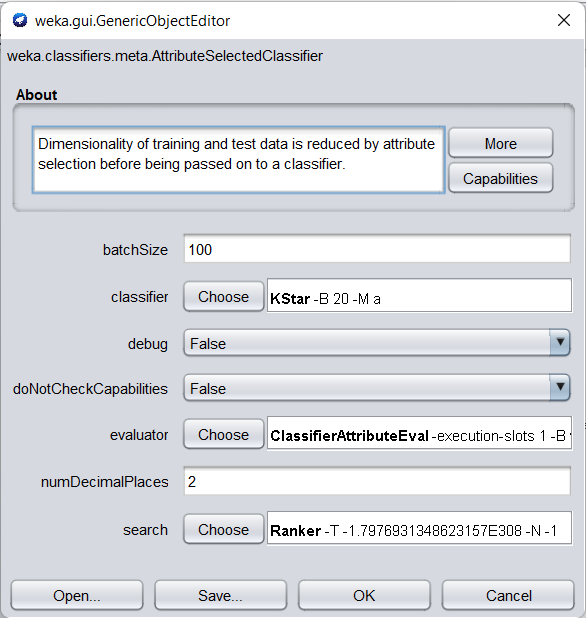 weka.gui.GenericObjectEditor
weka.classifiers.meta.AttributeSelectedClassifier
About
Dimensionality of training and test data is reduced by attribute
selection before being passed on to a classifier.
More
Capabilities
batchSize 100
classifier Choose KStar -B 20 -M a
debug False
doNotCheckCapabilities False
evaluator Choose ClassifierAttributeEval -execution-slots 1 -B
numDecimalPlaces 2
search Choose Ranker -T -1.7976931348623157E308 -N -1
Open... Save... OK Cancel